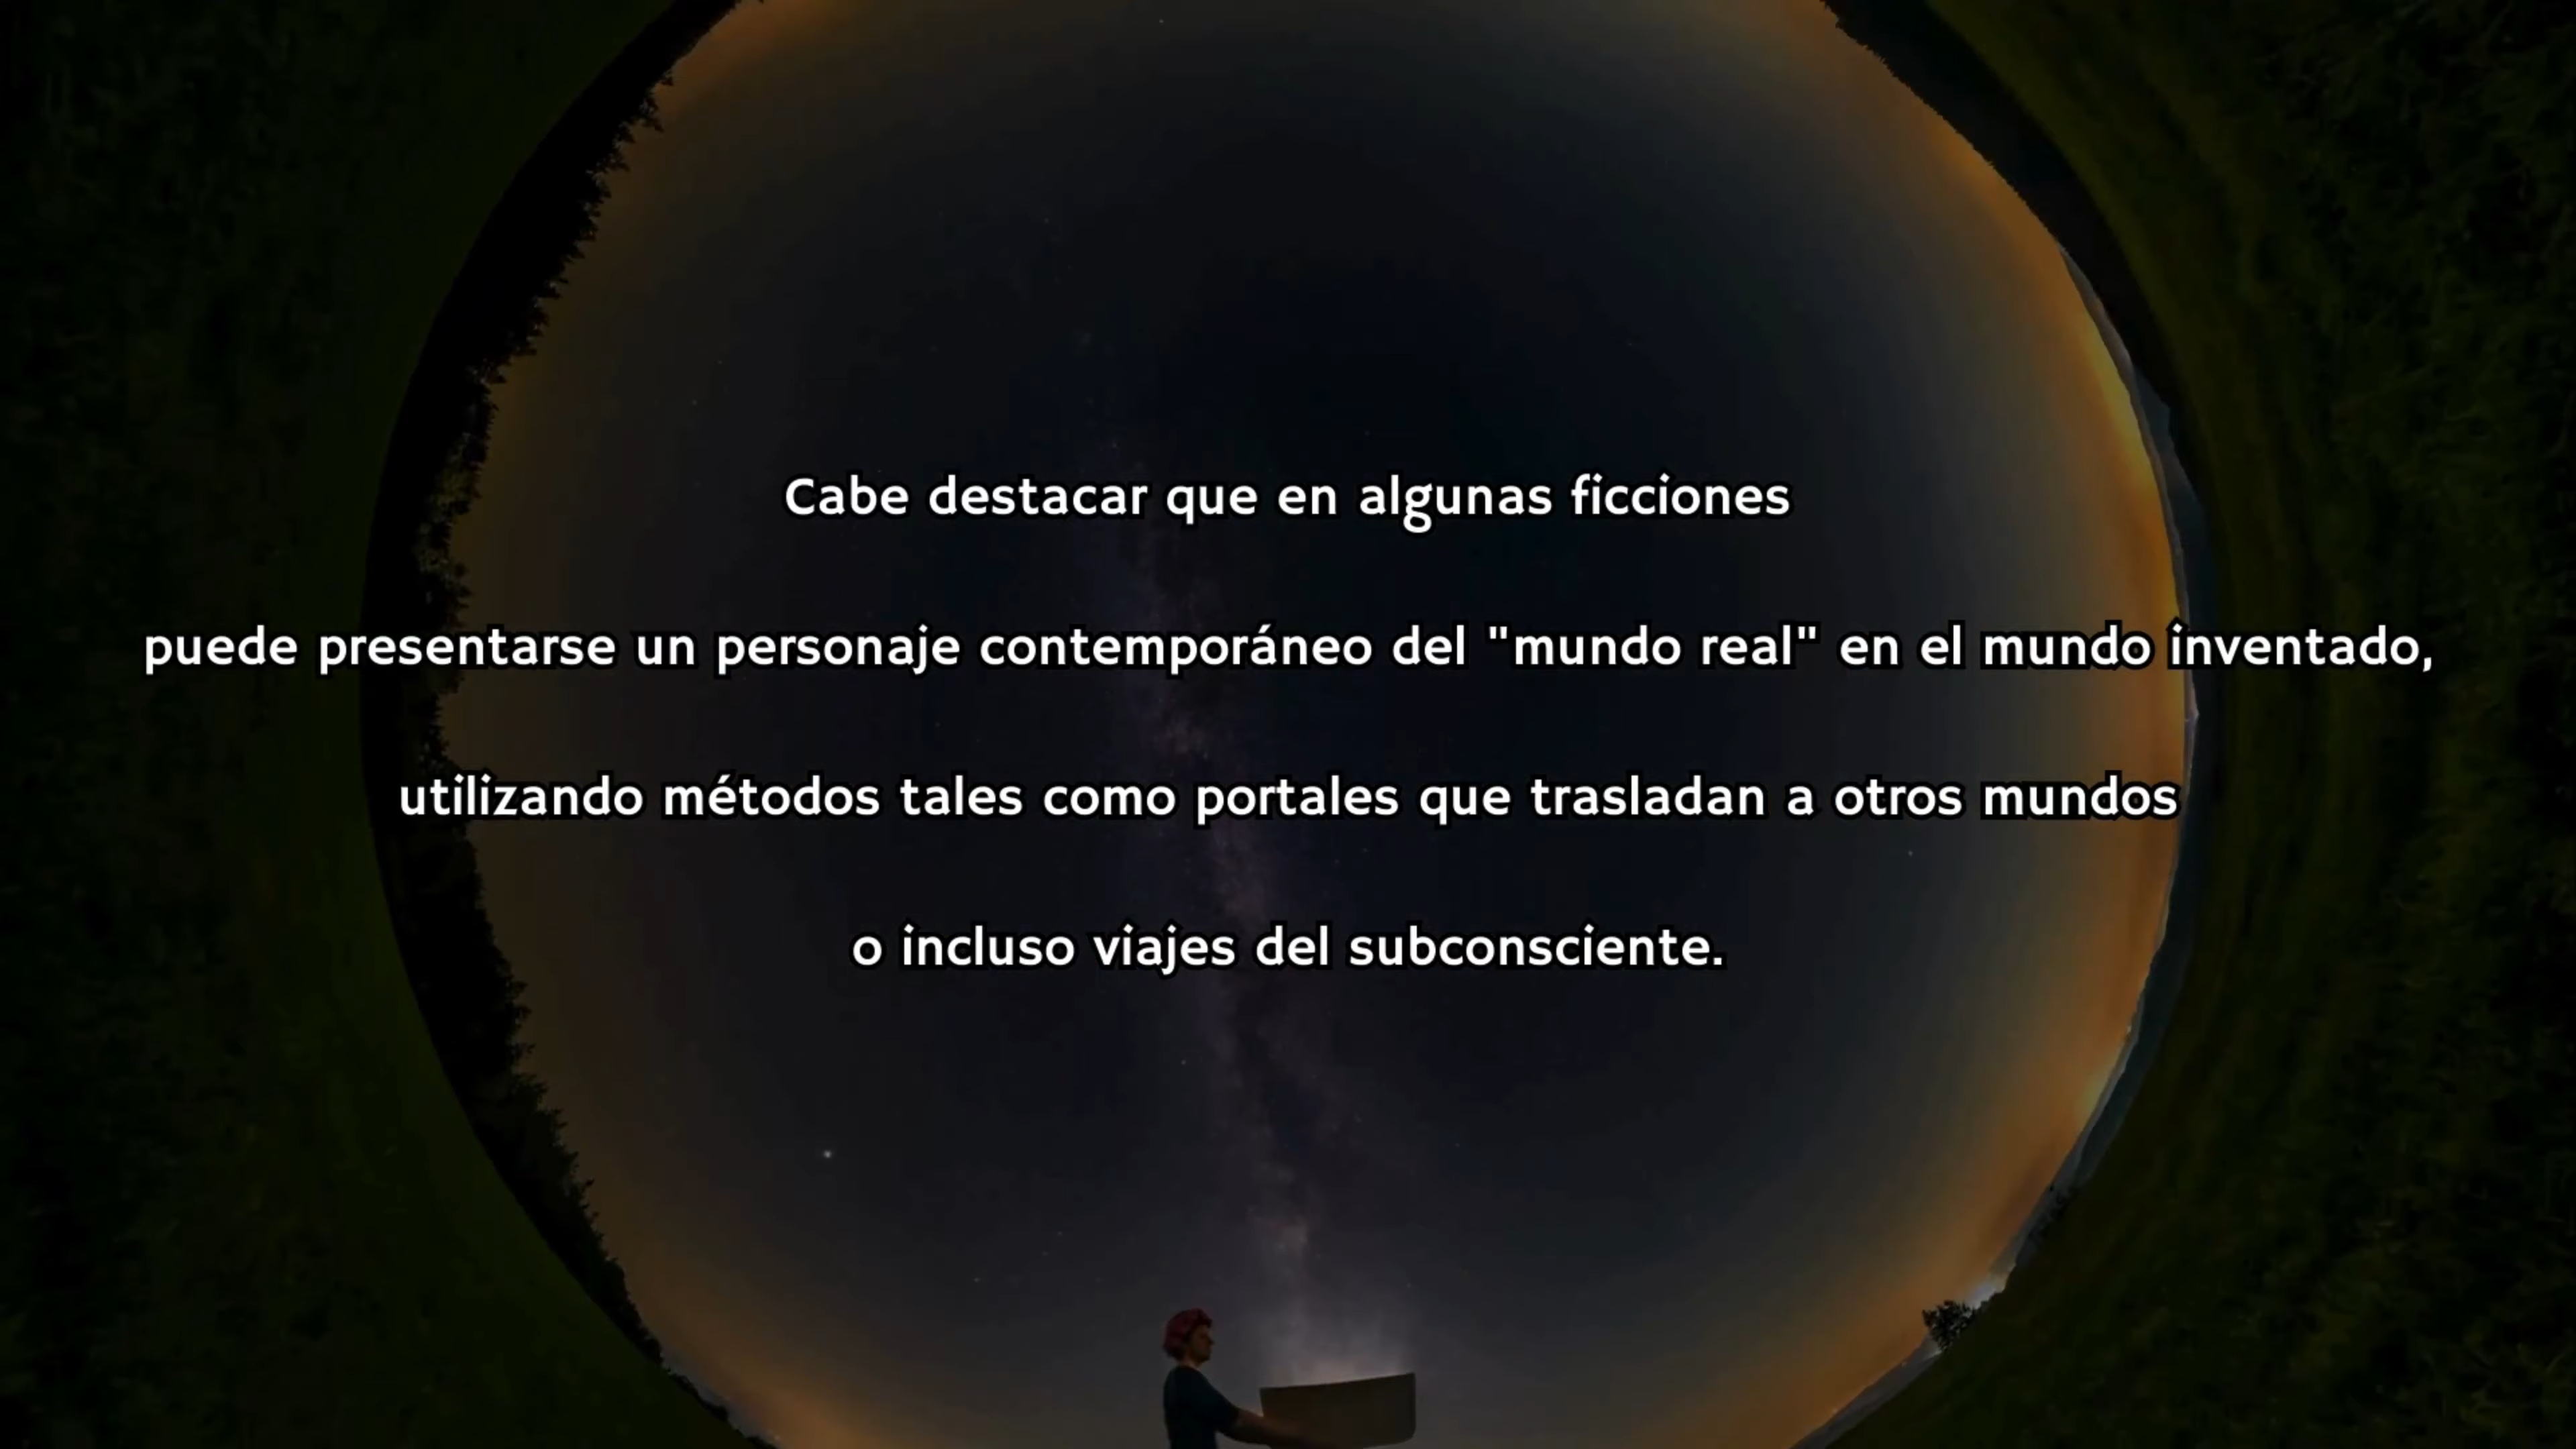 Cabe destacar que en algunas ficciones
puede presentarse un personaje contemporáneo del "mundo real" en el mundo inventado,
utilizando métodos tales como portales que trasladan a otros mundos
o incluso viajes del subconsciente.